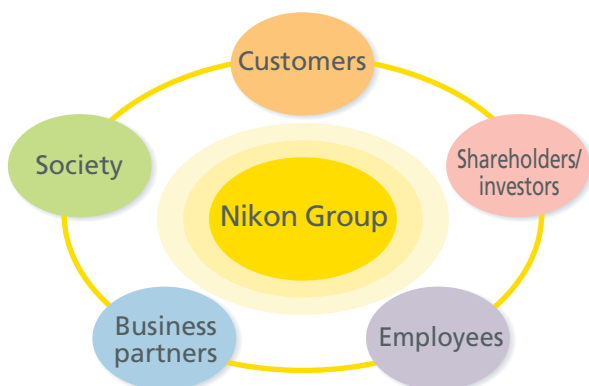 Customers
Society
Shareholders/
investors
Nikon Group
Business
partners
Employees